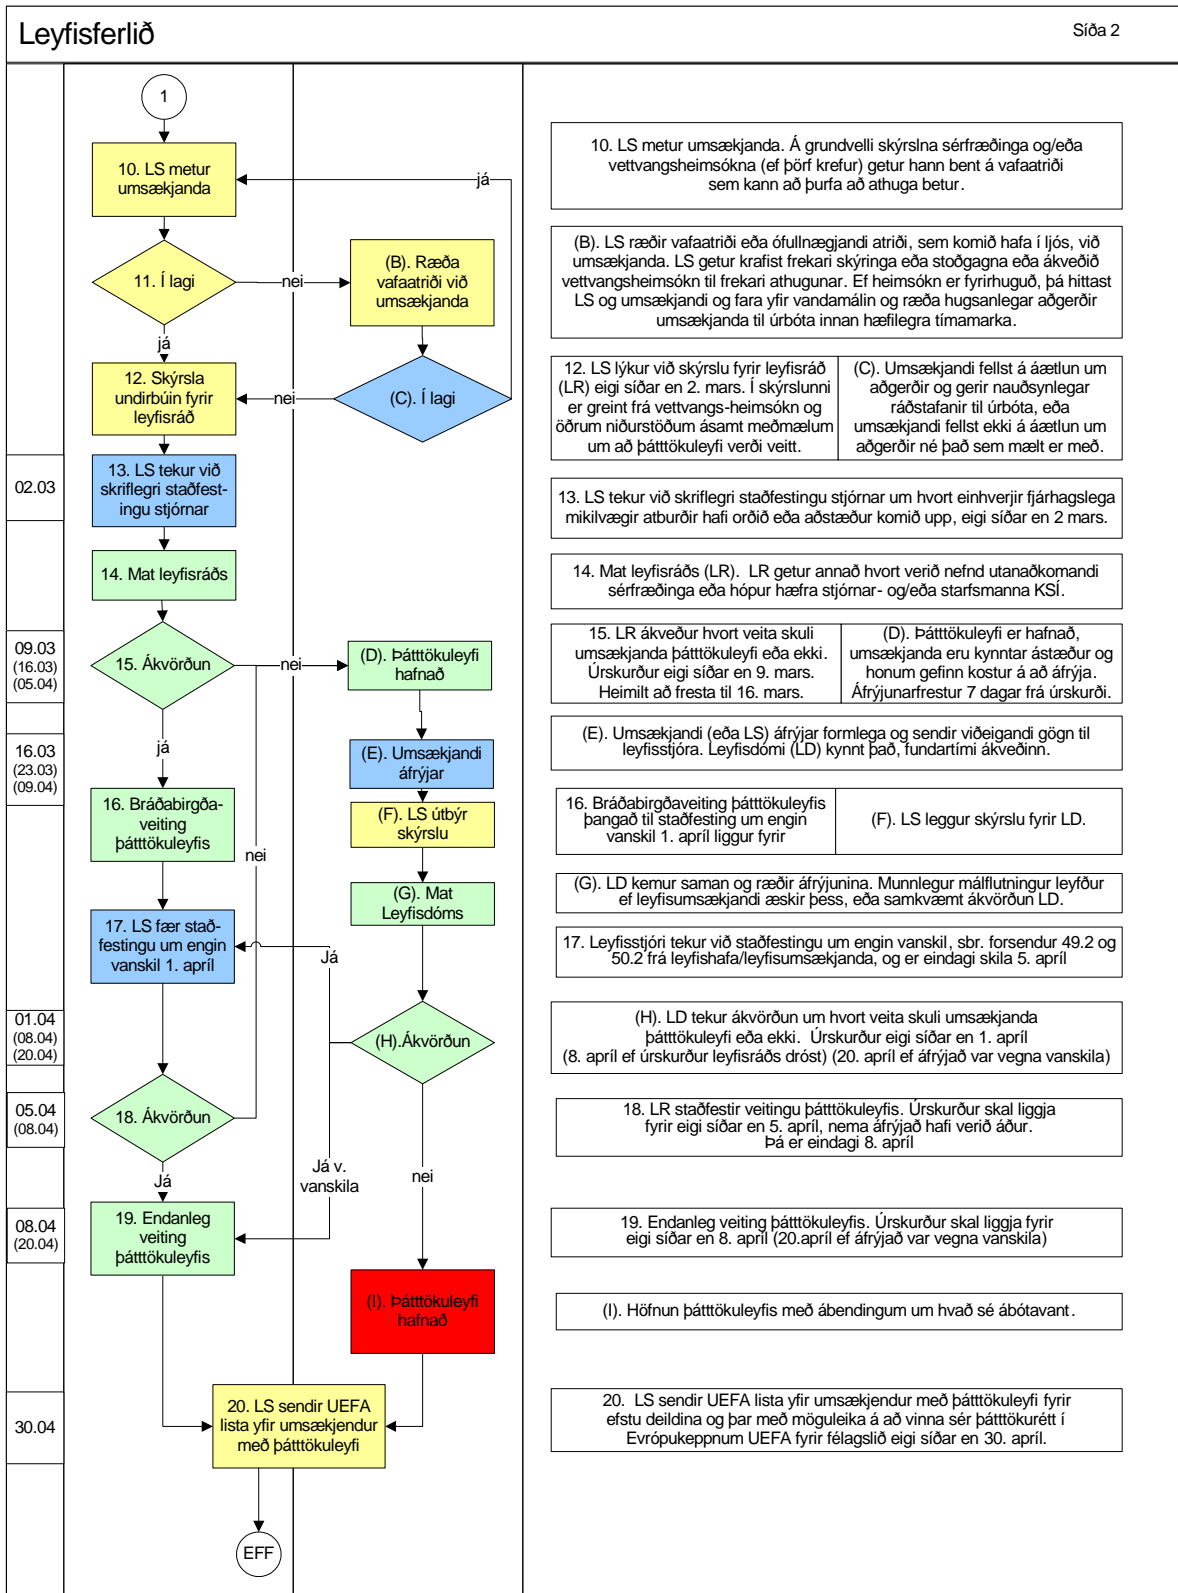 Leyfisferlið
Síða 2
1
10. LS metur
umsækjanda
já
10. LS metur umsækjanda. Á grundvelli skýrslna sérfræðinga og/eða
vettvangsheimsókna (ef þörf krefur) getur hann bent á vafaatriði
sem kann að þurfa að athuga betur.
11. Í lagi
nei
(B). Ræða
vafaatriði við
umsækjanda
(B). LS ræðir vafaatriði eða ófullnægjandi atriði, sem komið hafa í ljós, við
umsækjanda. LS getur krafist frekari skýringa eða stoðgagna eða ákveðið
vettvangsheimsókn til frekari athugunar. Ef heimsókn er fyrirhuguð, þá hittast
LS og umsækjandi og fara yfir vandamálin og ræða hugsanlegar aðgerðir
umsækjanda til úrbóta innan hæfilegra tímamarka.
já
12. Skýrsla
undirbúin fyrir
leyfisráð
nei
(C). Í lagi
12. LS lýkur við skýrslu fyrir leyfisráð
(LR) eigi síðar en 2. mars. Í skýrslunni
er greint frá vettvangs-heimsókn og
öðrum niðurstöðum ásamt meðmælum
um að þátttökuleyfi verði veitt.
(C). Umsækjandi fellst á áætlun um
aðgerðir og gerir nauðsynlegar
ráðstafanir til úrbóta, eða
umsækjandi fellst ekki á áætlun um
aðgerðir né það sem mælt er með.
02.03
13. LS tekur við
skriflegri staðfest-
ingu stjórnar
13. LS tekur við skriflegri staðfestingu stjórnar um hvort einhverjir fjárhagslega
mikilvægir atburðir hafi orðið eða aðstæður komið upp, eigi síðar en 2 mars.
14. Mat leyfisráðs
14. Mat leyfisráðs (LR). LR getur annað hvort verið nefnd utanaðkomandi
sérfræðinga eða hópur hæfra stjórnar- og/eða starfsmanna KSÍ.
09.03
(16.03)
(05.04)
15. Ákvörðun
nei
(D). Þátttökuleyfi
hafnað
15. LR ákveður hvort veita skuli
umsækjanda þátttökuleyfi eða ekki.
Úrskurður eigi síðar en 9. mars.
Heimilt að fresta til 16. mars.
(D). Þátttökuleyfi er hafnað,
umsækjanda eru kynntar ástæður og
honum gefinn kostur á að áfrýja.
Áfrýjunarfrestur 7 dagar frá úrskurði.
16.03
(23.03)
(09.04)
já
(E). Umsækjandi
áfrýjar
(E). Umsækjandi (eða LS) áfrýjar formlega og sendir viðeigandi gögn til
leyfisstjóra. Leyfisdómi (LD) kynnt það, fundartími ákveðinn.
16. Bráðabirgða-
veiting
þátttökuleyfis
nei
(F). LS útbýr
skýrslu
16. Bráðabirgðaveiting þátttökuleyfis
þangað til staðfesting um engin
vanskil 1. apríl liggur fyrir
(F). LS leggur skýrslu fyrir LD.
(G). Mat
Leyfisdóms
(G). LD kemur saman og ræðir áfrýjunina. Munnlegur málflutningur leyfður
ef leyfisumsækjandi æskir þess, eða samkvæmt ákvörðun LD.
17. LS fær stað-
festingu um engin
vanskil 1. apríl
Já
17. Leyfisstjóri tekur við staðfestingu um engin vanskil, sbr. forsendur 49.2 og
50.2 frá leyfishafa/leyfisumsækjanda, og er eindagi skila 5. apríl
01.04
(08.04)
(20.04)
(H).Ákvörðun
(H). LD tekur ákvörðun um hvort veita skuli umsækjanda
þátttökuleyfi eða ekki. Úrskurður eigi síðar en 1. apríl
(8. apríl ef úrskurður leyfisráðs dróst) (20. apríl ef áfrýjað var vegna vanskila)
05.04
(08.04)
18. Ákvörðun
18. LR staðfestir veitingu þátttökuleyfis. Úrskurður skal liggja
fyrir eigi síðar en 5. apríl, nema áfrýjað hafi verið áður.
Þá er eindagi 8. apríl
Já
Já v.
vanskila
nei
08.04
(20.04)
19. Endanleg
veiting
þátttökuleyfis
19. Endanleg veiting þátttökuleyfis. Úrskurður skal liggja fyrir
eigi síðar en 8. apríl (20.apríl ef áfrýjað var vegna vanskila)
(I). Þátttökuleyfi
hafnað
(I). Höfnun þátttökuleyfis með ábendingum um hvað sé ábótavant.
30.04
20. LS sendir UEFA
lista yfir umsækjendur
með þátttökuleyfi
20. LS sendir UEFA lista yfir umsækjendur með þátttökuleyfi fyrir
efstu deildina og þar með möguleika á að vinna sér þátttökurétt í
Evrópukeppnum UEFA fyrir félagslið eigi síðar en 30. apríl.
EFF